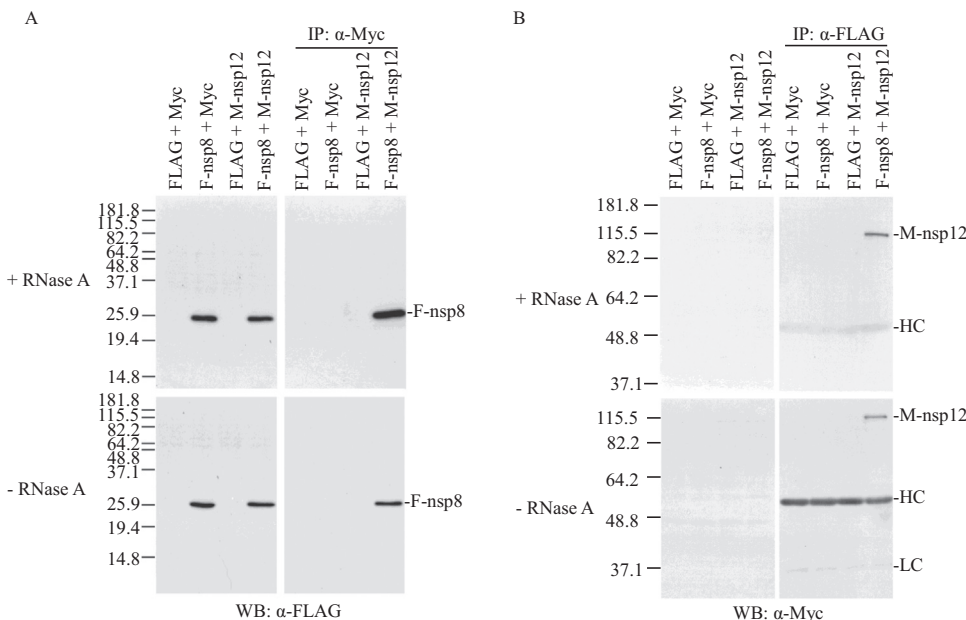 A
IP: α-Myc
FLAG + Myc
F-nsp8 + Myc
FLAG + M-nsp12
F-nsp8 + M-nsp12
FLAG + Myc
F-nsp8 + Myc
FLAG + M-nsp12
F-nsp8 + M-nsp12
+ RNase A
181.8
115.5
82.2
64.2
48.8
37.1
25.9
19.4
14.8
-F-nsp8
- RNase A
181.8
115.5
82.2
64.2
48.8
37.1
25.9
19.4
14.8
-F-nsp8
WB: α-FLAG
B
IP: α-FLAG
FLAG + Myc
F-nsp8 + Myc
FLAG + M-nsp12
F-nsp8 + M-nsp12
FLAG + Myc
F-nsp8 + Myc
FLAG + M-nsp12
F-nsp8 + M-nsp12
+ RNase A
181.8
115.5
82.2
64.2
48.8
37.1
-M-nsp12
-HC
- RNase A
115.5
82.2
64.2
48.8
37.1
-M-nsp12
-HC
-LC
WB: α-Myc